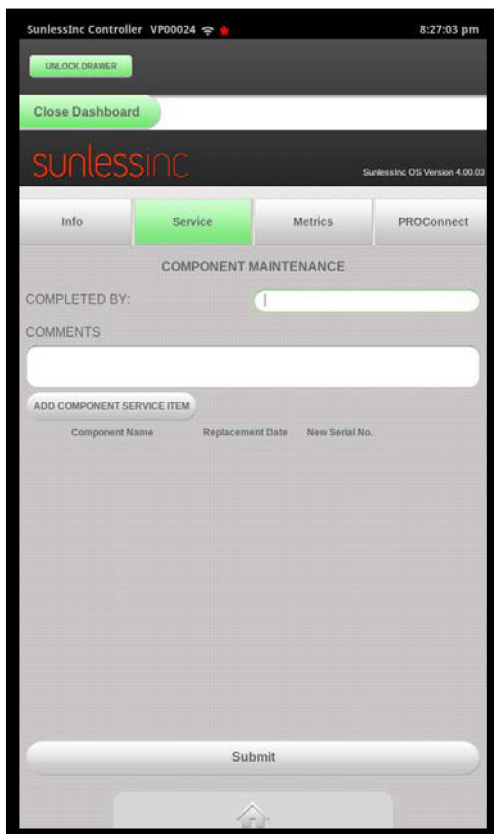 SunlessInc Controller VP00024 8:27:03 pm
UNLOCK DRAWER
Close Dashboard
sunlessinc
SunlessInc OS Version 4.00.03
Info Service Metrics PROConnect
COMPONENT MAINTENANCE
COMPLETED BY:
COMMENTS
ADD COMPONENT SERVICE ITEM
Component Name Replacement Date New Serial No.
Submit